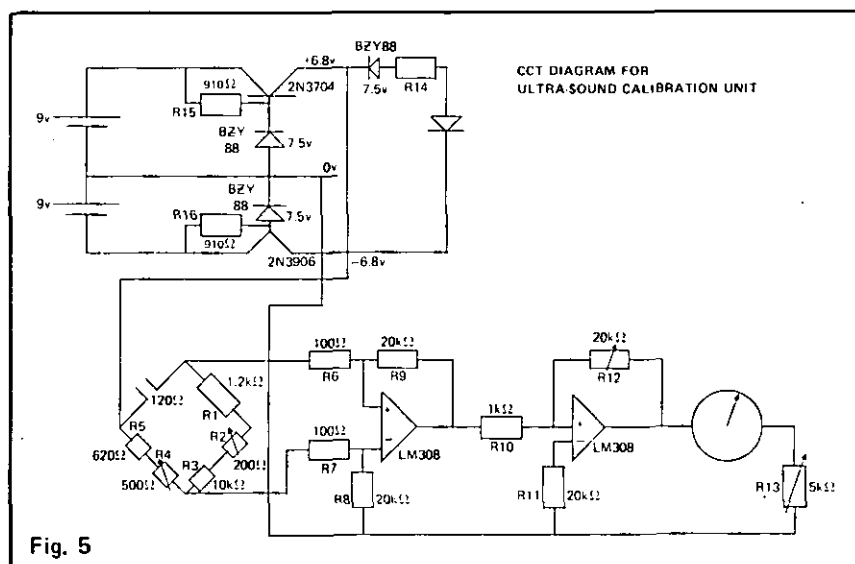 CCT DIAGRAM FOR
ULTRA-SOUND CALIBRATION UNIT
+6.8v
BZY88
7.5v
R14
910Ω
R15
2N3704
9v
BZY
88
7.5v
0v
BZY
88
7.5v
9v
R16
910Ω
2N3906
-6.8v
100Ω
R6
20kΩ
R9
20kΩ
R12
1.2kΩ
R1
120Ω
R5
620Ω
R4
500Ω
R2
200Ω
R3
10kΩ
100Ω
R7
+
-
LM308
1kΩ
R10
+
-
LM308
R8
20kΩ
R11
20kΩ
R13
5kΩ
Fig. 5